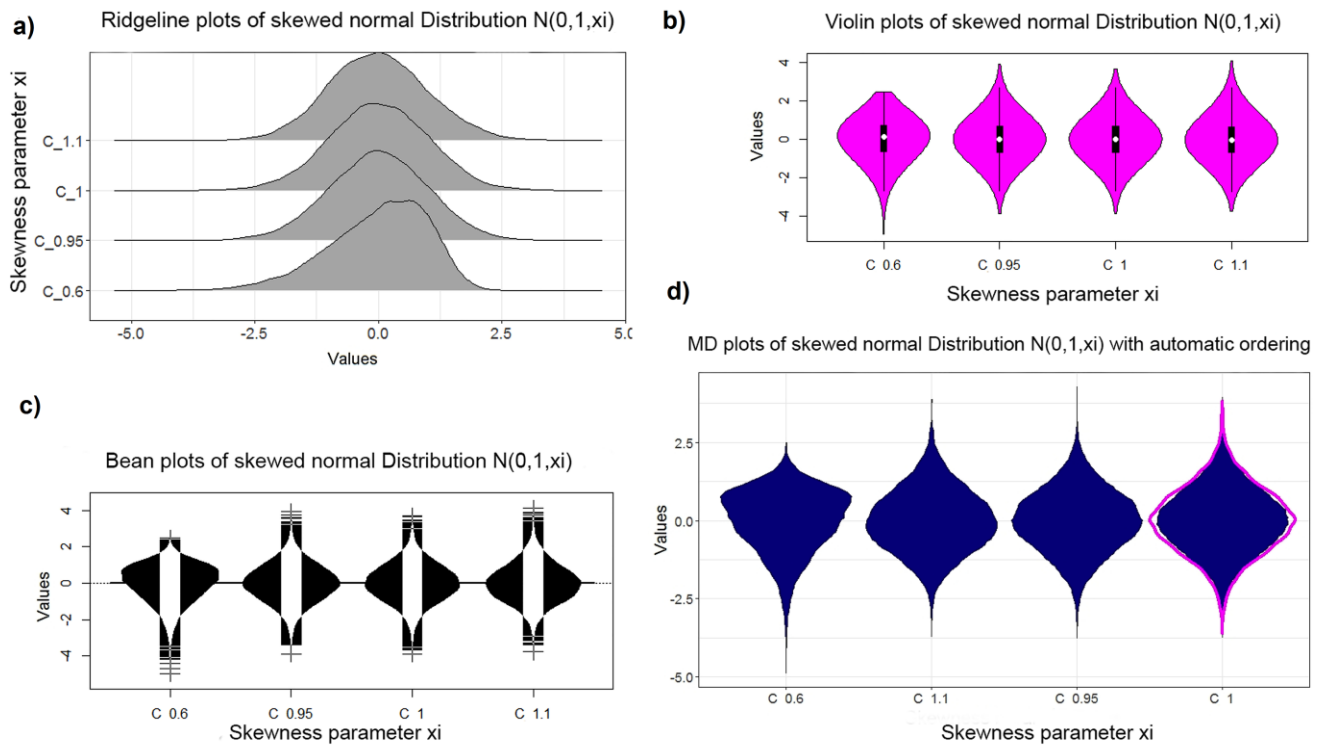 a)
Ridgeline plots of skewed normal Distribution N(0,1,xi)
Skewness parameter xi
C_1.1
C_1
C_0.95
C_0.6
-5.0 -2.5 0.0 2.5 5.0
Values
b)
Violin plots of skewed normal Distribution N(0,1,xi)
Values
4
2
0
-2
-4
C 0.6 C 0.95 C 1 C 1.1
Skewness parameter xi
c)
Bean plots of skewed normal Distribution N(0,1,xi)
Values
4
2
0
-2
-4
C 0.6 C 0.95 C 1 C 1.1
Skewness parameter xi
d)
MD plots of skewed normal Distribution N(0,1,xi) with automatic ordering
Values
2.5
0.0
-2.5
-5.0
C 0.6 C 1.1 C 0.95 C 1
Skewness parameter xi